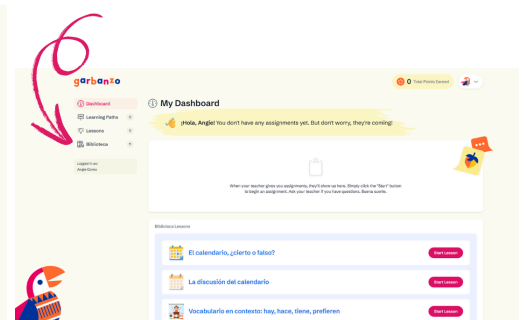 garbanzo
0 Total Points Earned
Dashboard
Learning Paths
Lessons
Biblioteca
Logged in as:
Angie Como
My Dashboard
¡Hola, Angie! You don't have any assignments yet. But don't worry, they're coming!
When your teacher gives you assignments, they'll show up here. Simply click the "Start" button
to begin an assignment. Ask your teacher if you have questions. Buena suerte.
Biblioteca Lessons
El calendario, ¿cierto o falso?
Start Lesson
La discusión del calendario
Start Lesson
Vocabulario en contexto: hay, hace, tiene, prefieren
Start Lesson